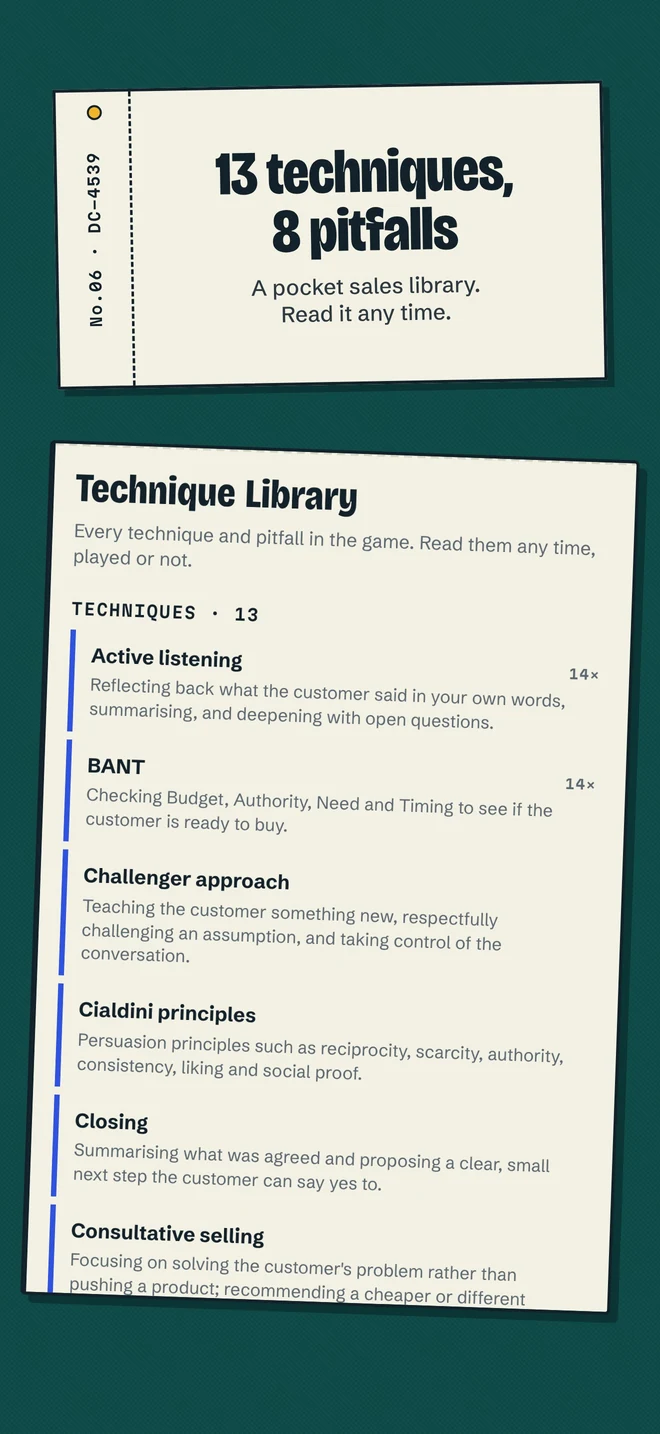 No.06 · DC-4539
13 techniques,
8 pitfalls
A pocket sales library.
Read it any time.
Technique Library
Every technique and pitfall in the game. Read them any time,
played or not.
TECHNIQUES · 13
Active listening
14×
Reflecting back what the customer said in your own words,
summarising, and deepening with open questions.
BANT
14×
Checking Budget, Authority, Need and Timing to see if the
customer is ready to buy.
Challenger approach
Teaching the customer something new, respectfully
challenging an assumption, and taking control of the
conversation.
Cialdini principles
Persuasion principles such as reciprocity, scarcity, authority,
consistency, liking and social proof.
Closing
Summarising what was agreed and proposing a clear, small
next step the customer can say yes to.
Consultative selling
Focusing on solving the customer's problem rather than
pushing a product; recommending a cheaper or different